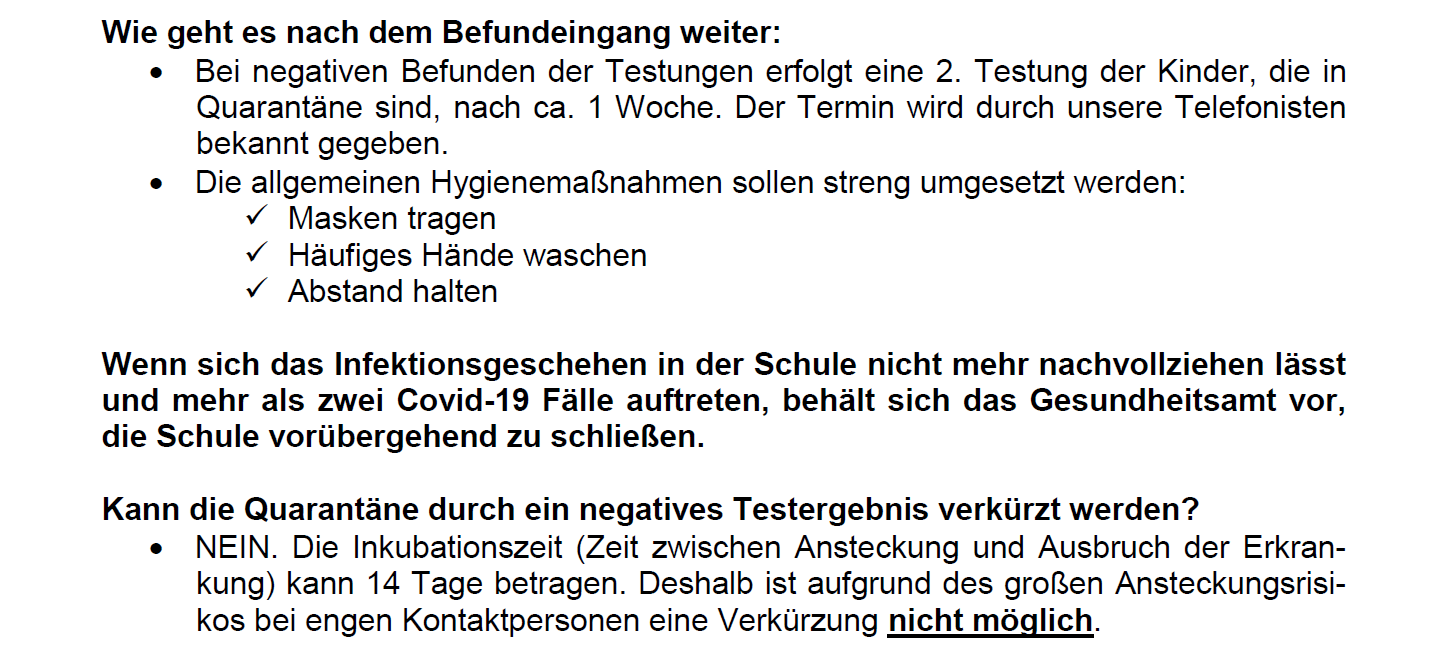 Wie geht es nach dem Befundeingang weiter:
• Bei negativen Befunden der Testungen erfolgt eine 2. Testung der Kinder, die in
Quarantäne sind, nach ca. 1 Woche. Der Termin wird durch unsere Telefonisten
bekannt gegeben.
• Die allgemeinen Hygienemaßnahmen sollen streng umgesetzt werden:
✓ Masken tragen
✓ Häufiges Hände waschen
✓ Abstand halten
Wenn sich das Infektionsgeschehen in der Schule nicht mehr nachvollziehen lässt
und mehr als zwei Covid-19 Fälle auftreten, behält sich das Gesundheitsamt vor,
die Schule vorübergehend zu schließen.
Kann die Quarantäne durch ein negatives Testergebnis verkürzt werden?
• NEIN. Die Inkubationszeit (Zeit zwischen Ansteckung und Ausbruch der Erkran-
kung) kann 14 Tage betragen. Deshalb ist aufgrund des großen Ansteckungsrisi-
kos bei engen Kontaktpersonen eine Verkürzung nicht möglich.